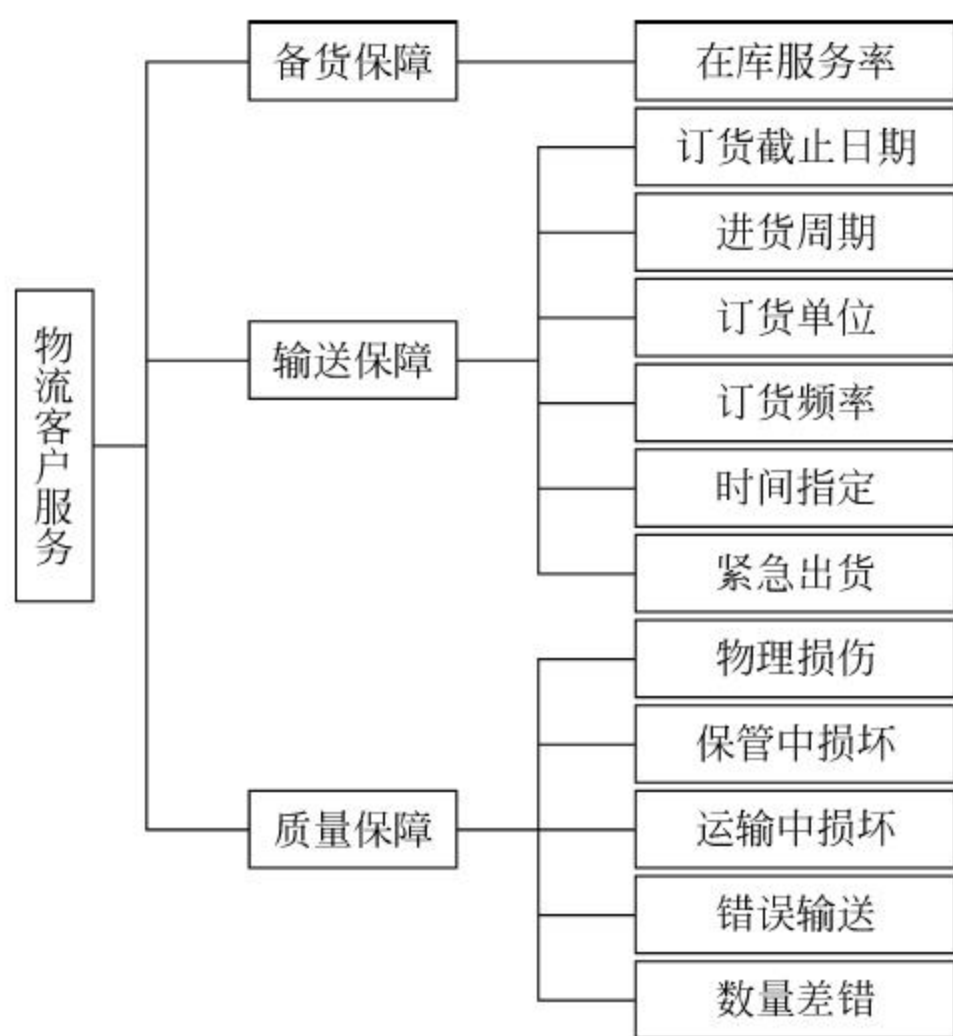 物流客户服务
备货保障
在库服务率
输送保障
订货截止日期
进货周期
订货单位
订货频率
时间指定
紧急出货
质量保障
物理损伤
保管中损坏
运输中损坏
错误输送
数量差错